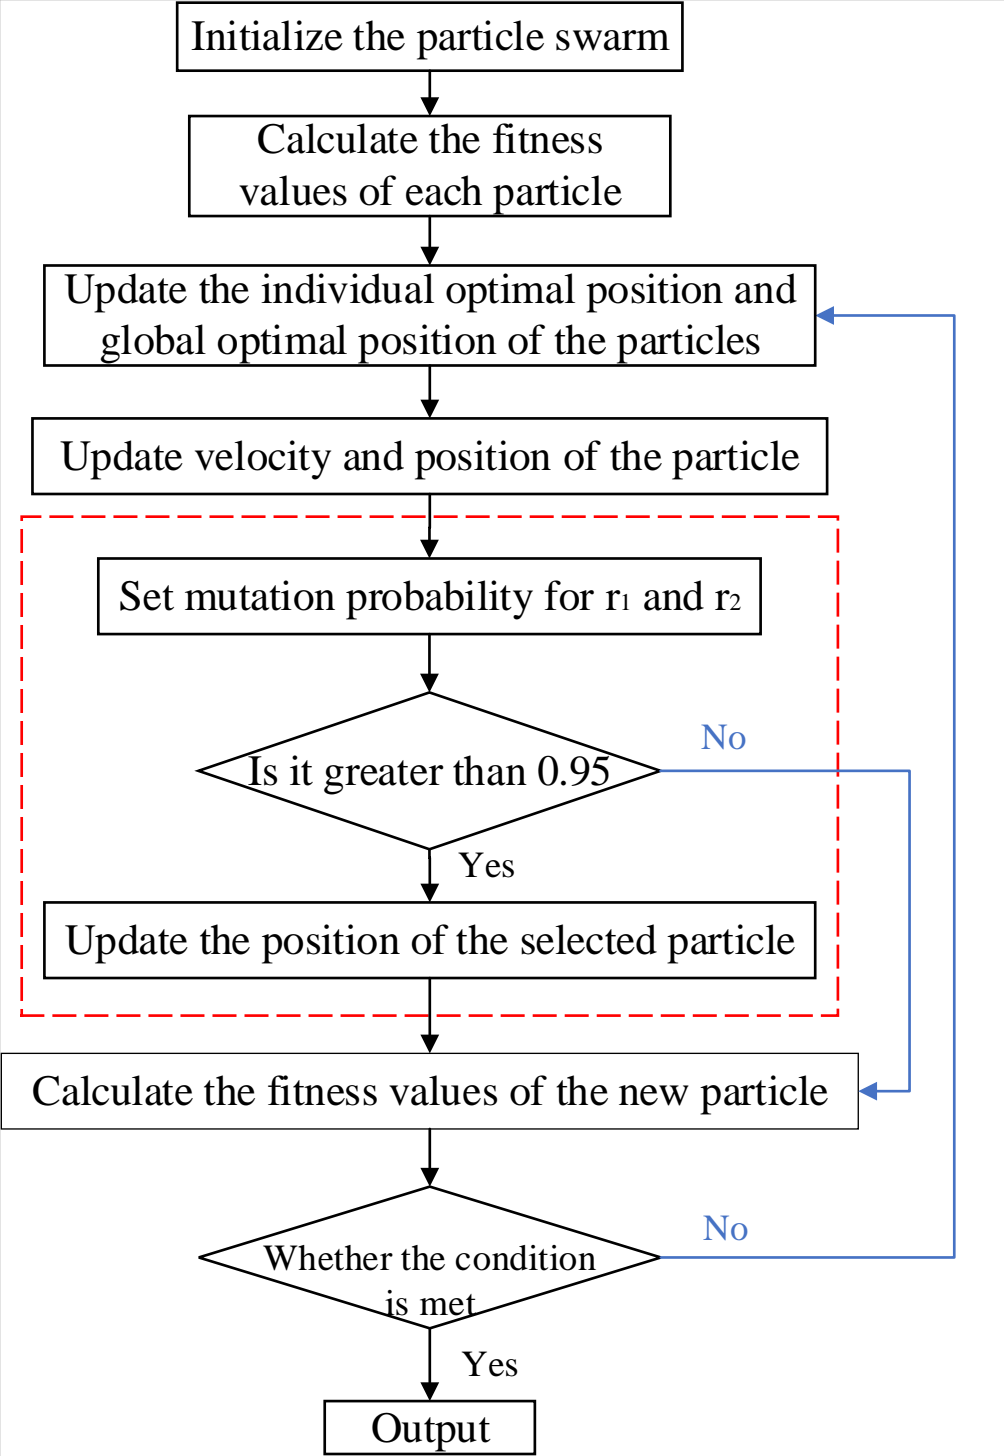 Initialize the particle swarm
Calculate the fitness
values of each particle
Update the individual optimal position and
global optimal position of the particles
Update velocity and position of the particle
Set mutation probability for r₁ and r₂
Is it greater than 0.95
No
Yes
Update the position of the selected particle
Calculate the fitness values of the new particle
Whether the condition
is met
No
Yes
Output